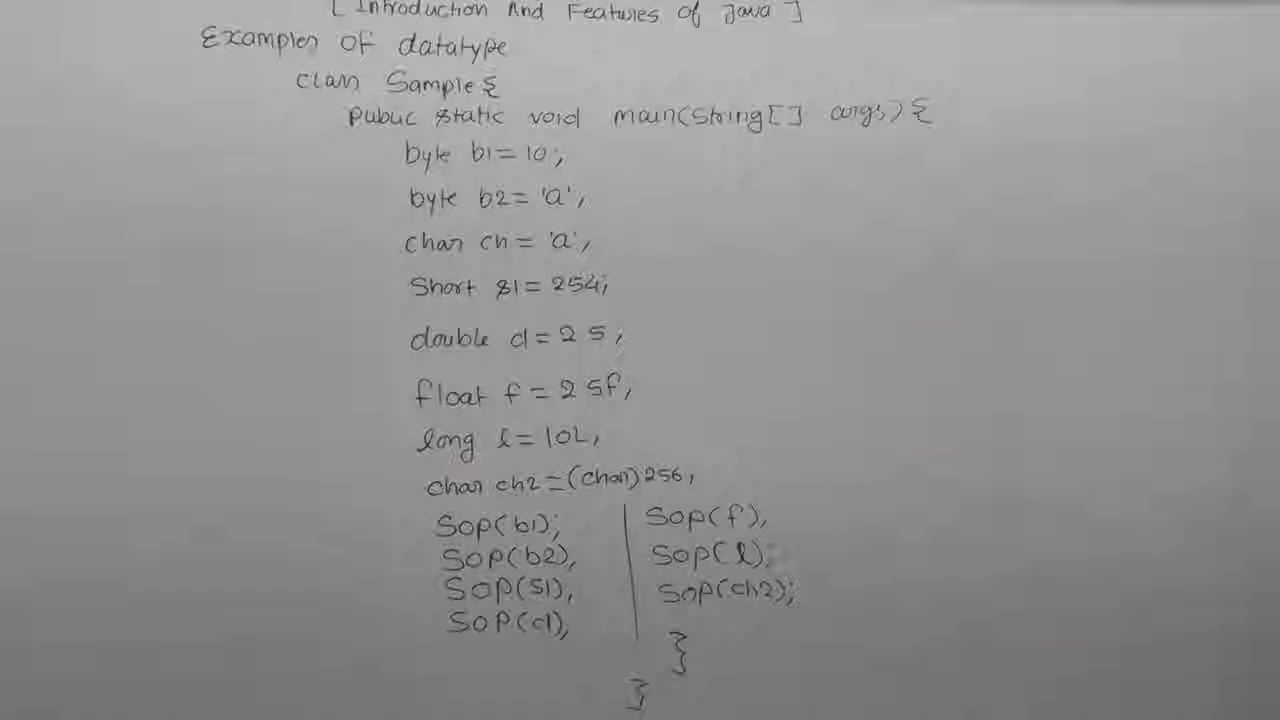 [ Introduction And Features of Java ]
Examples of datatype
class Sample {
public static void main(String[] args) {
byte b1 = 10;
byte b2 = 'a';
char ch = 'a';
Short s1 = 254;
double d = 2 5;
float f = 2 5f;
long l = 10L;
char ch2 = (char) 256;
SOP(b1);
SOP(b2);
SOP(s1);
SOP(d);
SOP(f);
SOP(l);
SOP(ch2);
}
}